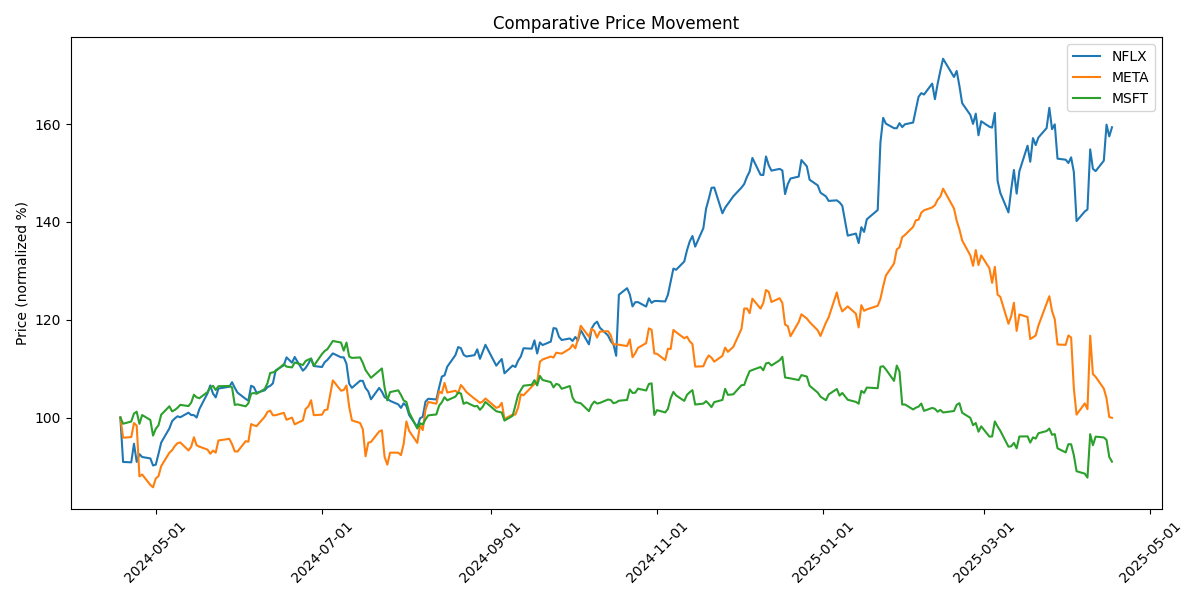 Comparative Price Movement
NFLX
META
MSFT
Price (normalized %)
160
140
120
100
2024-05-01
2024-07-01
2024-09-01
2024-11-01
2025-01-01
2025-03-01
2025-05-01